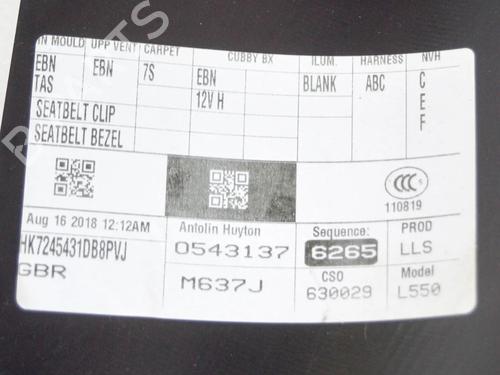 IN MOULD UPP VENT CARPET CUBBY BX ILUM. HARNESS NVH
EBN EBN 7S EBN BLANK ABC C
TAS 12V H E
SEATBELT CLIP F
SEATBELT BEZEL
CCC
110819
Aug 16 2018 12:12AM Antolin Huyton Sequence: PROD
HK7245431DB8PVJ 0543137 6265 LLS
GBR M637J CSO Model
630029 L550